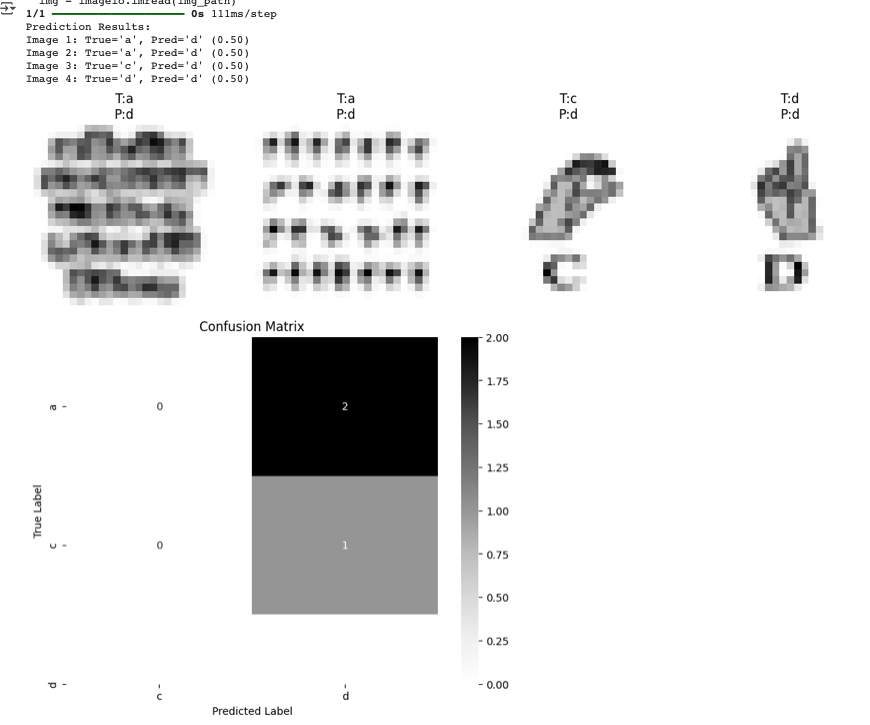 img = imageio.imread(img_path)
1/1 ━━━━━━━━━━━━━━━━━━━━ 0s 111ms/step
Prediction Results:
Image 1: True='a', Pred='d' (0.50)
Image 2: True='a', Pred='d' (0.50)
Image 3: True='c', Pred='d' (0.50)
Image 4: True='d', Pred='d' (0.50)
T:a T:a T:c T:d
P:d P:d P:d P:d
C D
Confusion Matrix
2.00
1.75
a 0 2
1.50
1.25
True Label
1.00
c 0 1
0.75
0.50
0.25
d 0.00
c d
Predicted Label